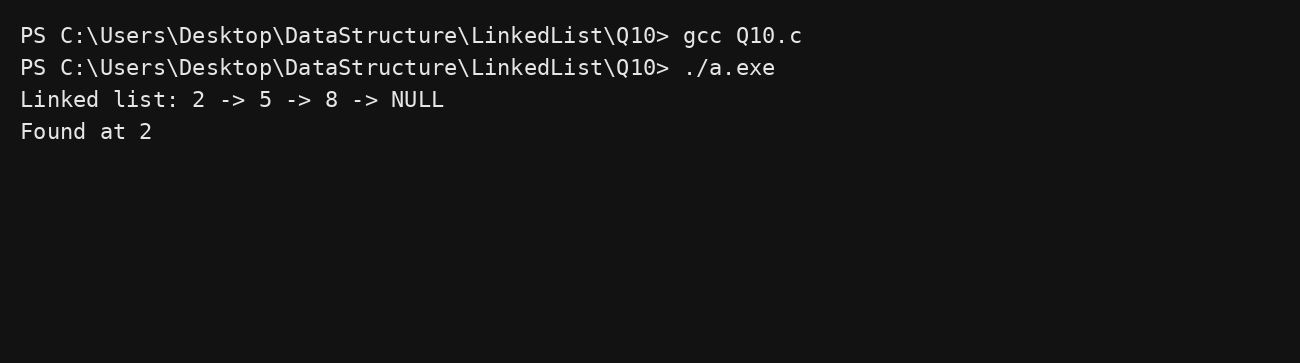 PS C:\Users\Desktop\DataStructure\LinkedList\Q10> gcc Q10.c
PS C:\Users\Desktop\DataStructure\LinkedList\Q10> ./a.exe
Linked list: 2 -> 5 -> 8 -> NULL
Found at 2